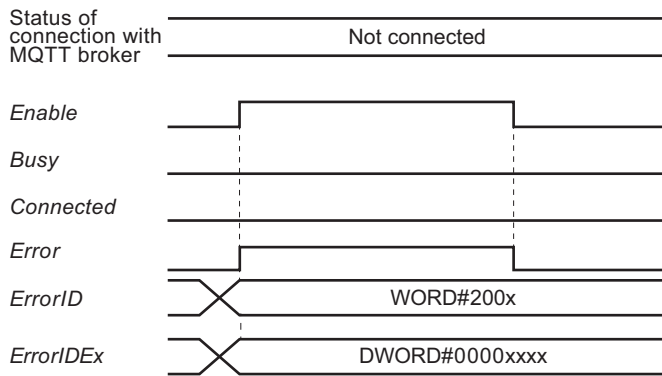 Status of
connection with
MQTT broker
Not connected
Enable
Busy
Connected
Error
ErrorID
WORD#200x
ErrorIDEx
DWORD#0000xxxx